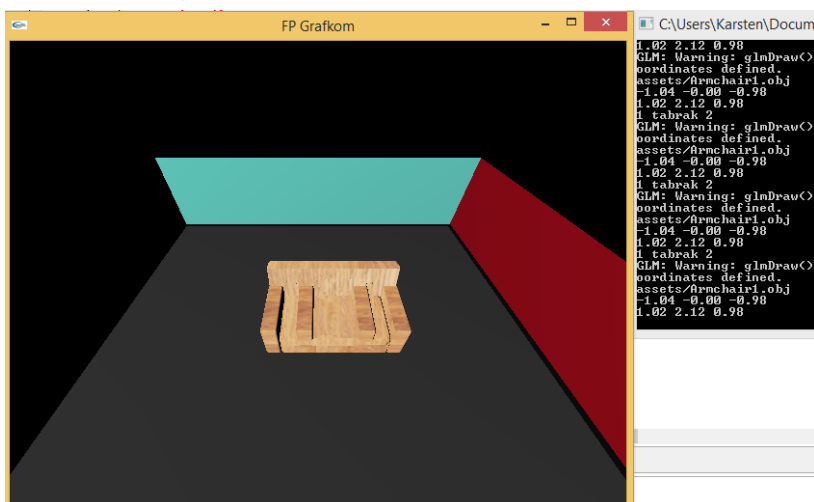 FP Grafkom
C:\Users\Karsten\Docum
1.02 2.12 0.98
GLM: Warning: glmDraw()
oordinates defined.
assets/Armchair1.obj
-1.04 -0.00 -0.98
1.02 2.12 0.98
1 tabrak 2
GLM: Warning: glmDraw()
oordinates defined.
assets/Armchair1.obj
-1.04 -0.00 -0.98
1.02 2.12 0.98
1 tabrak 2
GLM: Warning: glmDraw()
oordinates defined.
assets/Armchair1.obj
-1.04 -0.00 -0.98
1.02 2.12 0.98
1 tabrak 2
GLM: Warning: glmDraw()
oordinates defined.
assets/Armchair1.obj
-1.04 -0.00 -0.98
1.02 2.12 0.98